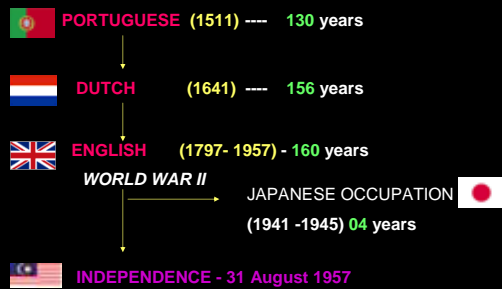 PORTUGUESE (1511) ---- 130 years
DUTCH (1641) ---- 156 years
ENGLISH (1797- 1957) - 160 years
WORLD WAR II
JAPANESE OCCUPATION
(1941 -1945) 04 years
INDEPENDENCE - 31 August 1957